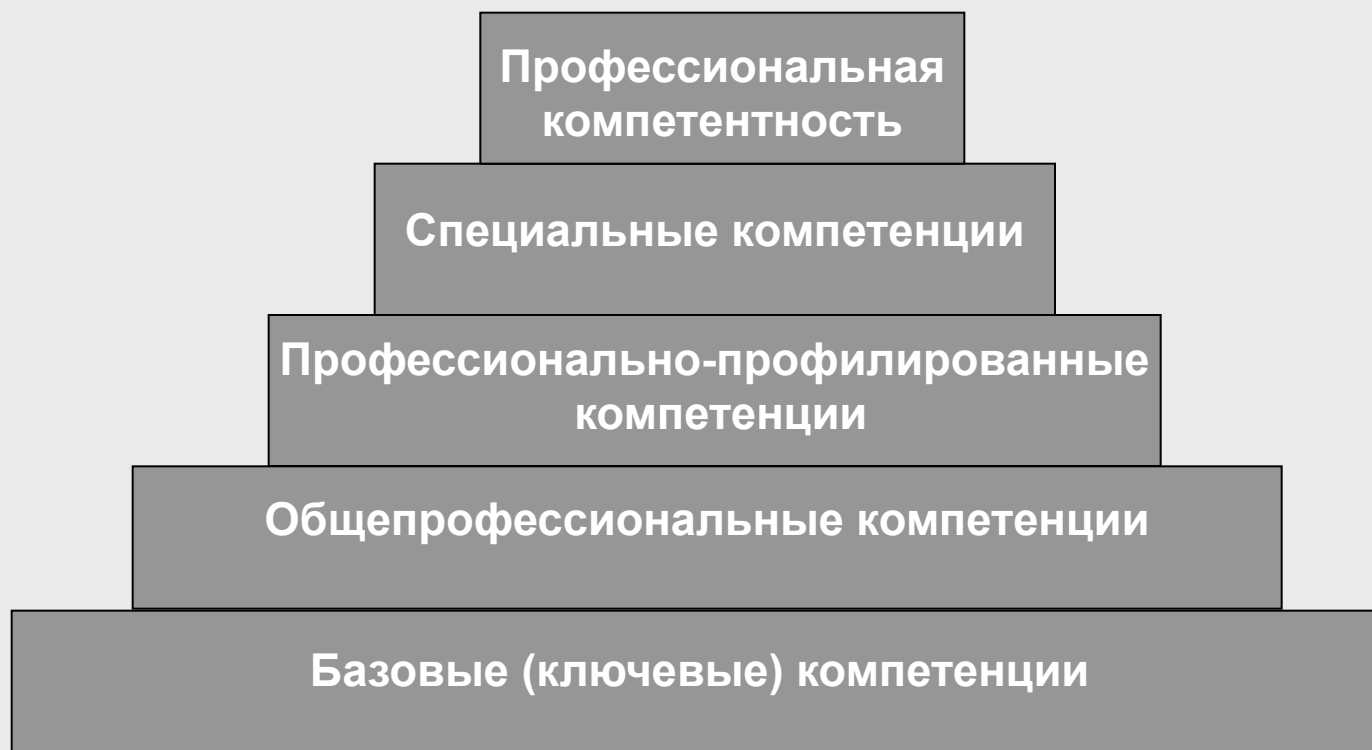 Профессиональная
компетентность
Специальные компетенции
Профессионально-профилированные
компетенции
Общепрофессиональные компетенции
Базовые (ключевые) компетенции